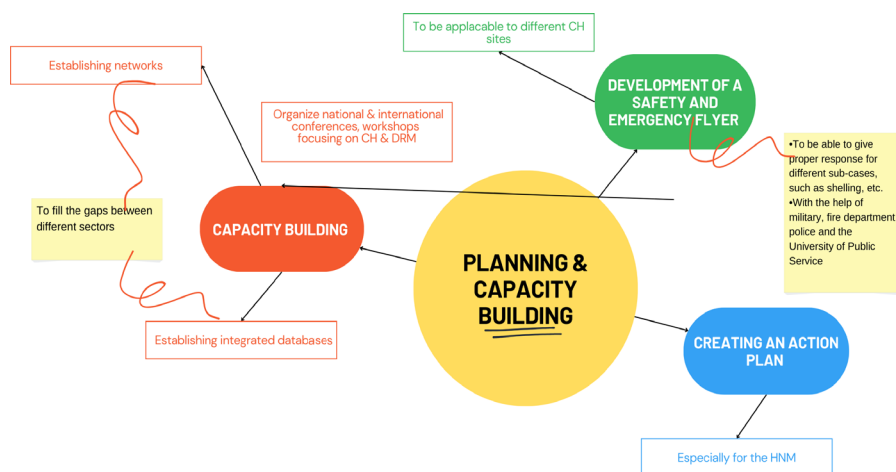 To be applacable to different CH
sites
Establishing networks
DEVELOPMENT OF A
SAFETY AND
EMERGENCY FLYER
Organize national & international
conferences, workshops
focusing on CH & DRM
•To be able to give
proper response for
different sub-cases,
such as shelling, etc.
•With the help of
military, fire department
police and the
University of Public
Service
To fill the gaps between
different sectors
CAPACITY BUILDING
PLANNING &
CAPACITY
BUILDING
Establishing integrated databases
CREATING AN ACTION
PLAN
Especially for the HNM